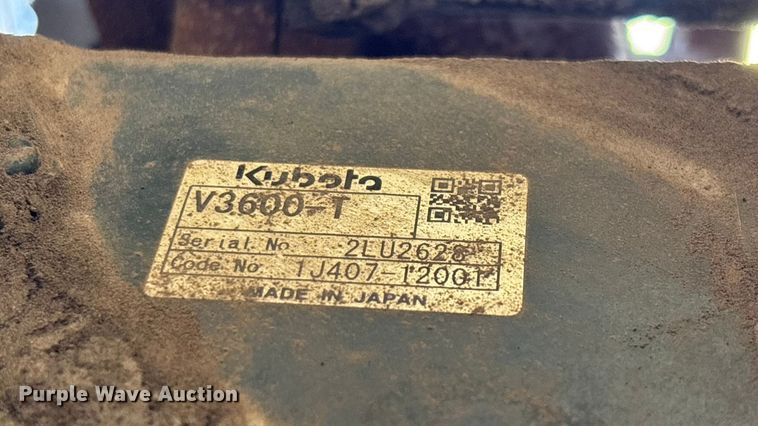 Kubota
V3600-T
Serial No. 2LU2628
Code No. 1J407-12001
MADE IN JAPAN
Purple Wave Auction